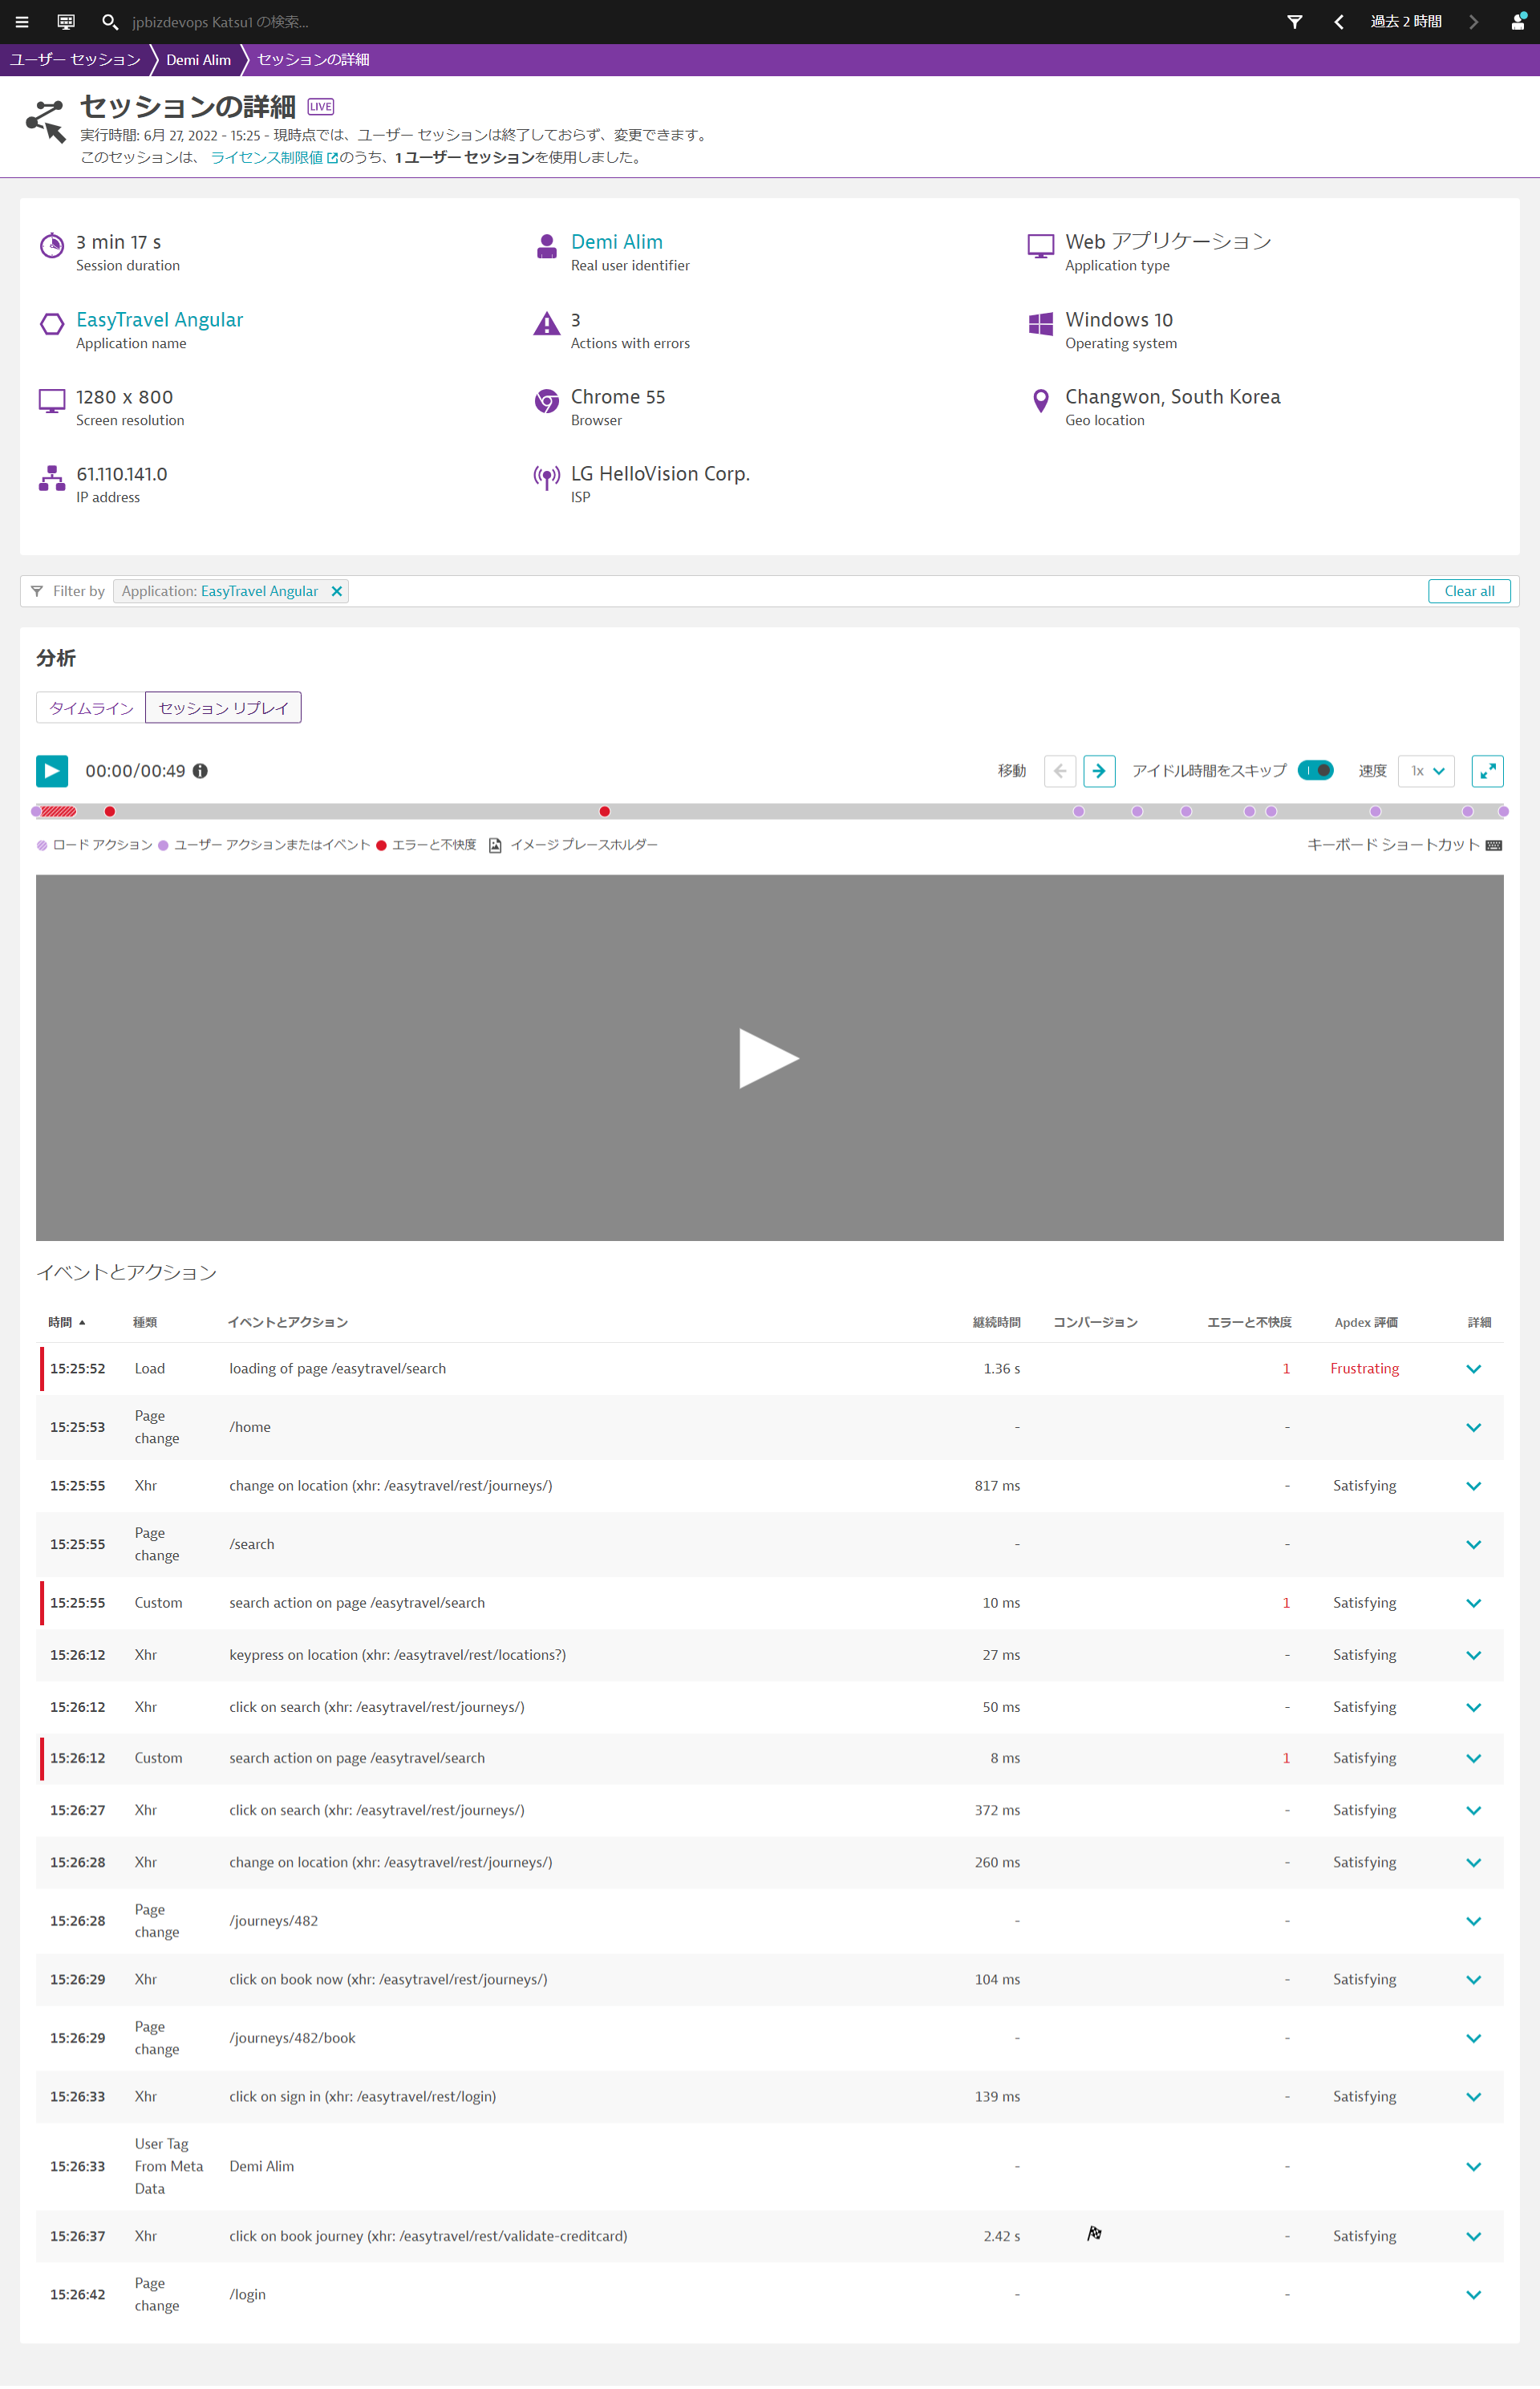 jpbizdevops Katsu1 の検索...
過去 2 時間
ユーザー セッション Demi Alim セッションの詳細
セッションの詳細 LIVE
実行時間: 6月 27, 2022 - 15:25 - 現時点では、ユーザー セッションは終了しておらず、変更できます。
このセッションは、 ライセンス制限値 のうち、1 ユーザー セッションを使用しました。
3 min 17 s
Session duration
Demi Alim
Real user identifier
Web アプリケーション
Application type
EasyTravel Angular
Application name
3
Actions with errors
Windows 10
Operating system
1280 x 800
Screen resolution
Chrome 55
Browser
Changwon, South Korea
Geo location
61.110.141.0
IP address
LG HelloVision Corp.
ISP
Filter by Application: EasyTravel Angular Clear all
分析
タイムライン セッション リプレイ
00:00/00:49 移動 アイドル時間をスキップ 速度 1x
ロード アクション ユーザー アクションまたはイベント エラーと不快度 イメージ プレースホルダー キーボード ショートカット
イベントとアクション
時間 種類 イベントとアクション 継続時間 コンバージョン エラーと不快度 Apdex 評価 詳細
15:25:52 Load loading of page /easytravel/search 1.36 s 1 Frustrating
15:25:53 Page change /home - -
15:25:55 Xhr change on location (xhr: /easytravel/rest/journeys/) 817 ms - Satisfying
15:25:55 Page change /search - -
15:25:55 Custom search action on page /easytravel/search 10 ms 1 Satisfying
15:26:12 Xhr keypress on location (xhr: /easytravel/rest/locations?) 27 ms - Satisfying
15:26:12 Xhr click on search (xhr: /easytravel/rest/journeys/) 50 ms - Satisfying
15:26:12 Custom search action on page /easytravel/search 8 ms 1 Satisfying
15:26:27 Xhr click on search (xhr: /easytravel/rest/journeys/) 372 ms - Satisfying
15:26:28 Xhr change on location (xhr: /easytravel/rest/journeys/) 260 ms - Satisfying
15:26:28 Page change /journeys/482 - -
15:26:29 Xhr click on book now (xhr: /easytravel/rest/journeys/) 104 ms - Satisfying
15:26:29 Page change /journeys/482/book - -
15:26:33 Xhr click on sign in (xhr: /easytravel/rest/login) 139 ms - Satisfying
15:26:33 User Tag From Meta Data Demi Alim - -
15:26:37 Xhr click on book journey (xhr: /easytravel/rest/validate-creditcard) 2.42 s - Satisfying
15:26:42 Page change /login - -